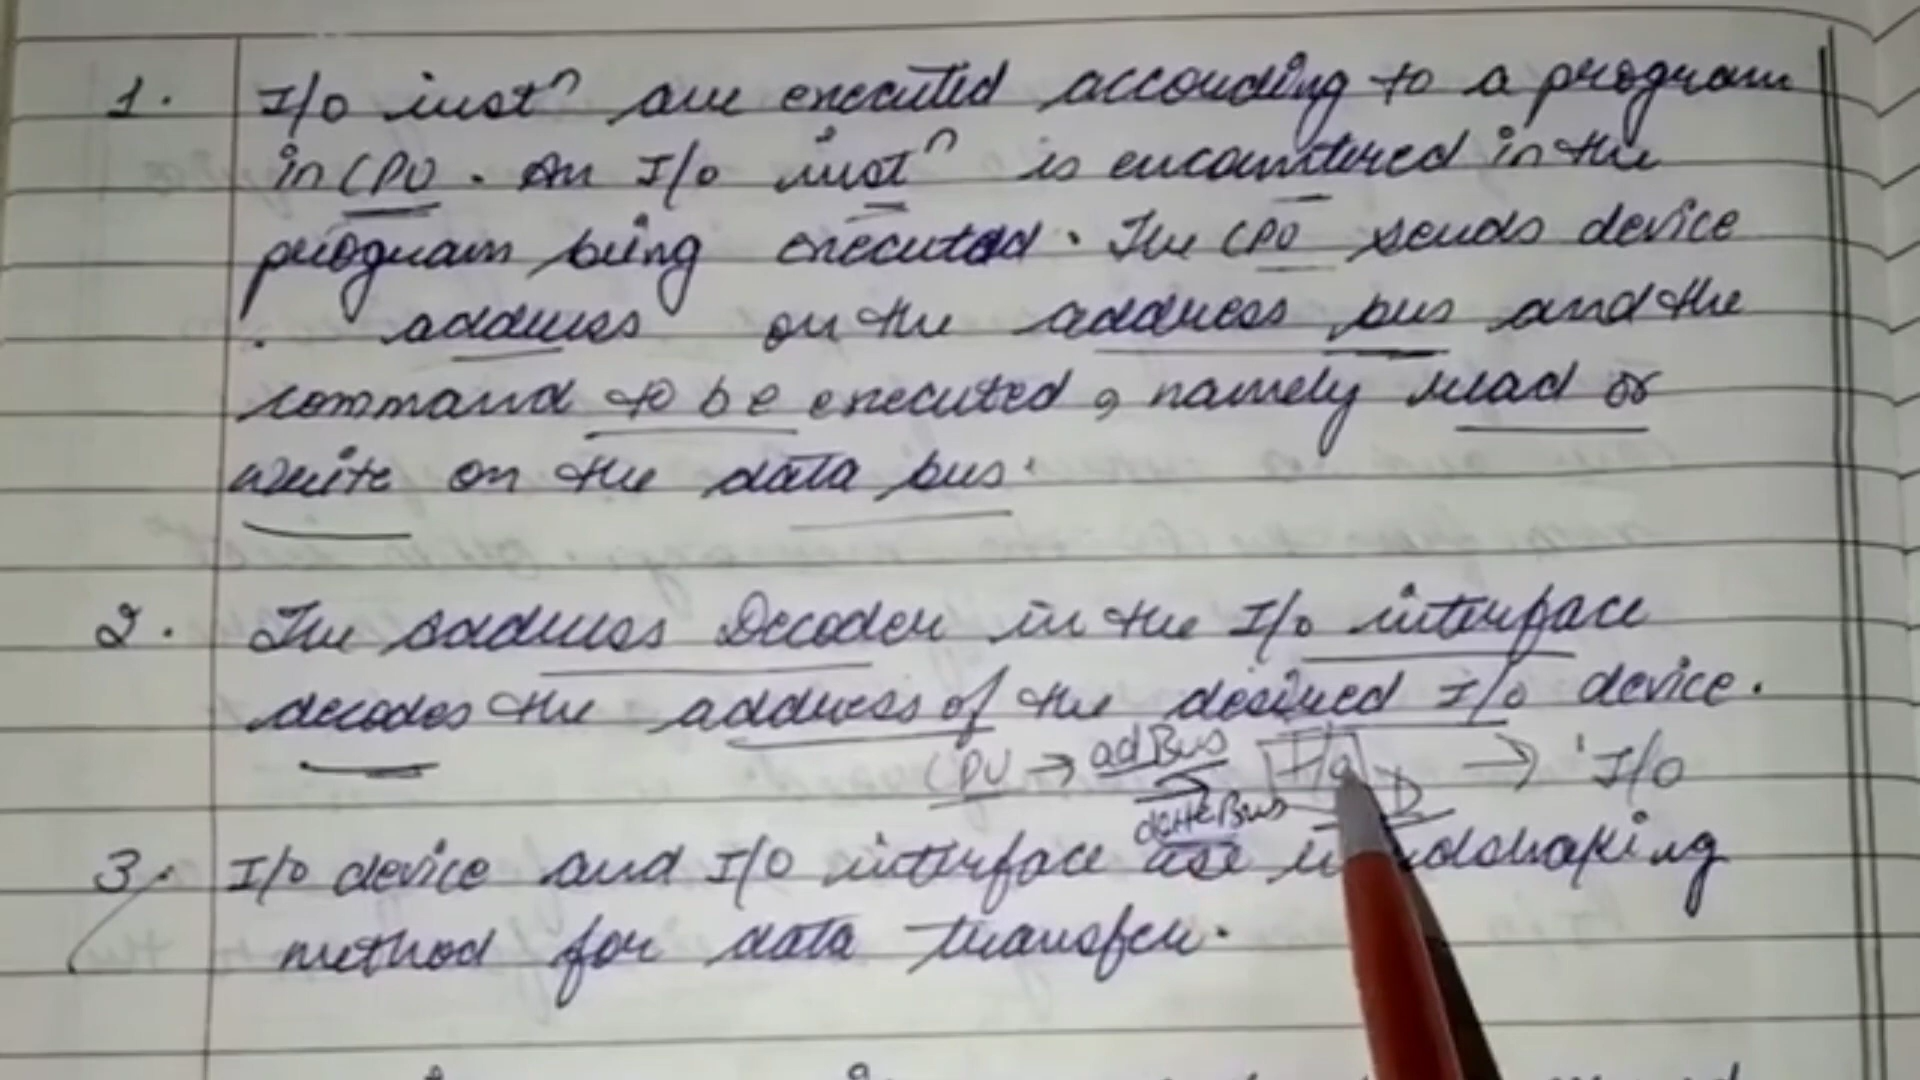 1. I/O instⁿ are executed according to a program
in CPU. An I/o instⁿ is encountered in the
program being executed. The CPU sends device
address on the address bus and the
command to be executed, namely read or
write on the data bus.
2. The address Decoder in the I/o interface
decodes the address of the desired I/o device.
CPU → ad Bus I/o D → I/O
Bus
3. I/o device and I/O interface use
method for data transfer.